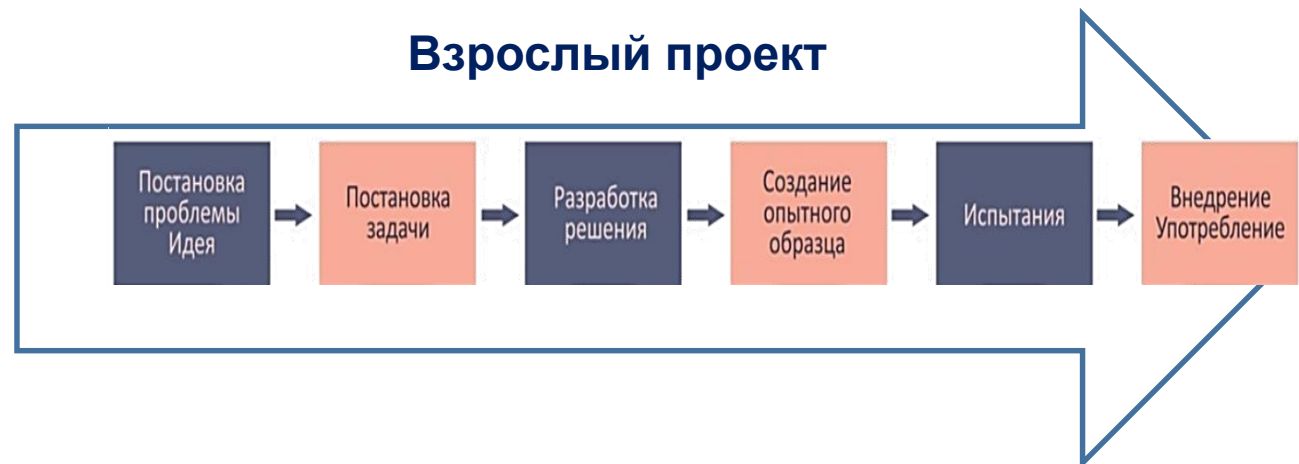 Взрослый проект
Постановка
проблемы
Идея
Постановка
задачи
Разработка
решения
Создание
опытного
образца
Испытания
Внедрение
Употребление